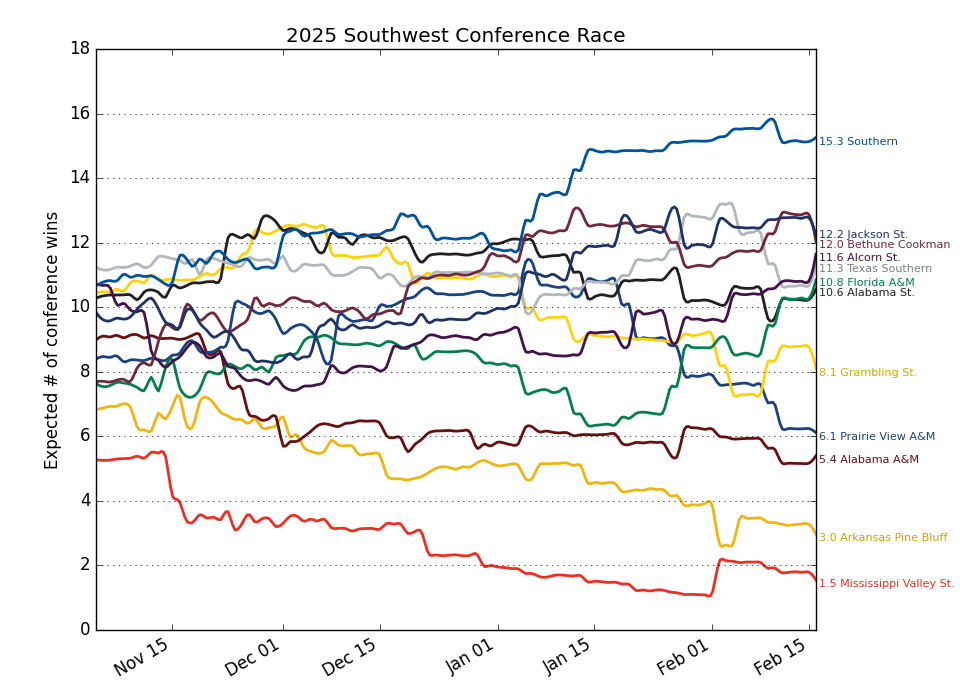 2025 Southwest Conference Race
Expected # of conference wins
18
16
14
12
10
8
6
4
2
0
15.3 Southern
12.2 Jackson St.
12.0 Bethune Cookman
11.6 Alcorn St.
11.3 Texas Southern
10.8 Florida A&M
10.6 Alabama St.
8.1 Grambling St.
6.1 Prairie View A&M
5.4 Alabama A&M
3.0 Arkansas Pine Bluff
1.5 Mississippi Valley St.
Nov 15
Dec 01
Dec 15
Jan 01
Jan 15
Feb 01
Feb 15